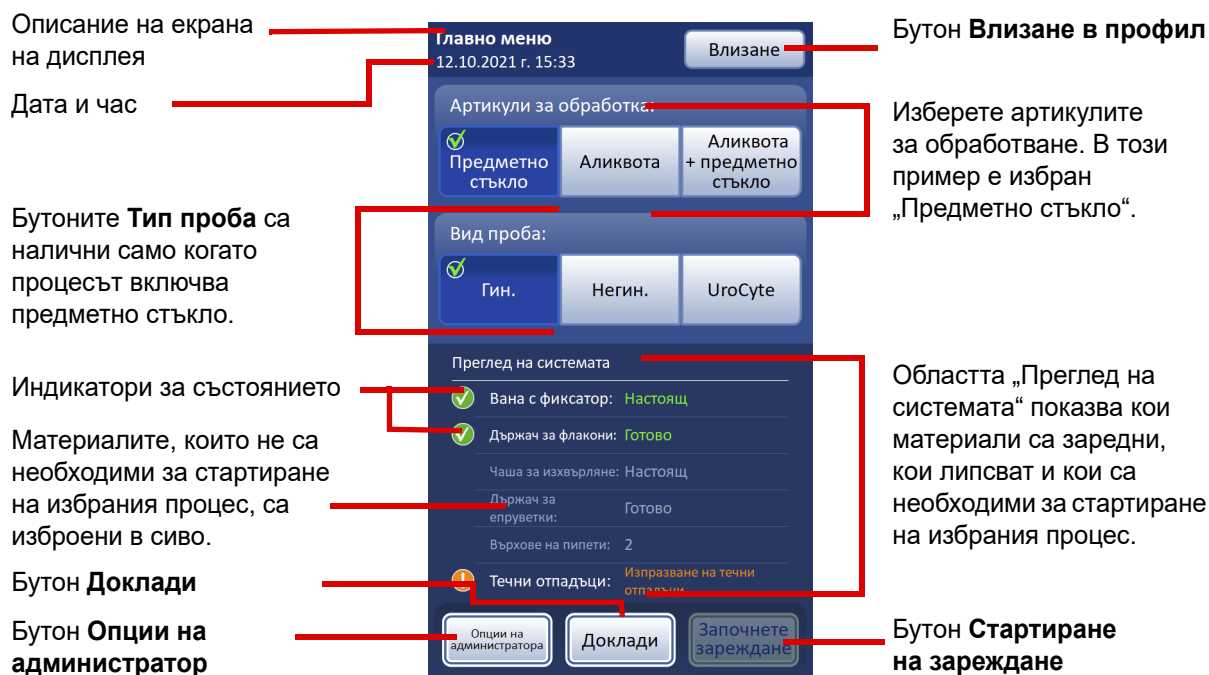 Описание на екрана
на дисплея
Дата и час
Бутоните Тип проба са
налични само когато
процесът включва
предметно стъкло.
Индикатори за състоянието
Материалите, които не са
необходими за стартиране
на избрания процес, са
изброени в сиво.
Бутон Доклади
Бутон Опции на
администратор
Главно меню
12.10.2021 г. 15:33
Влизане
Артикули за обработка:
Предметно
стъкло
Аликвота
Аликвота
+ предметно
стъкло
Вид проба:
Гин.
Негин.
UroCyte
Преглед на системата
Вана с фиксатор: Настоящ
Държач за флакони: Готово
Чаша за изхвърляне: Настоящ
Държач за
епруветки: Готово
Върхове на пипети: 2
Течни отпадъци: Изпразване на течни
отпадъци
Опции на
администратора
Доклади
Започнете
зареждане
Бутон Влизане в профил
Изберете артикулите
за обработване. В този
пример е избран
„Предметно стъкло“.
Областта „Преглед на
системата“ показва кои
материали са заредни,
кои липсват и кои са
необходими за стартиране
на избрания процес.
Бутон Стартиране
на зареждане